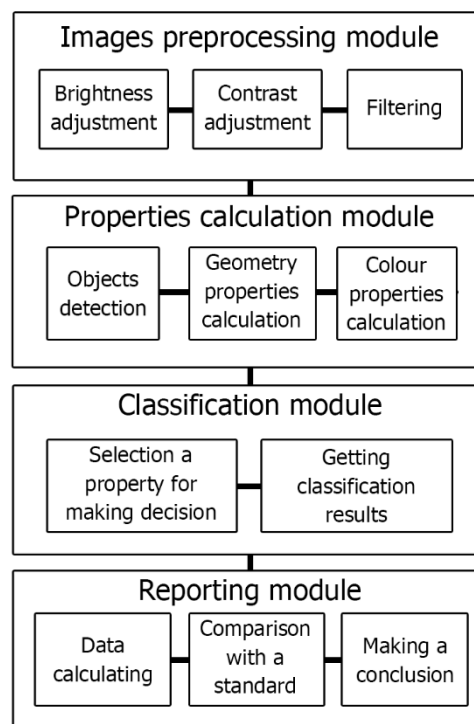 Images preprocessing module
Brightness
adjustment
Contrast
adjustment
Filtering
Properties calculation module
Objects
detection
Geometry
properties
calculation
Colour
properties
calculation
Classification module
Selection a
property for
making decision
Getting
classification
results
Reporting module
Data
calculating
Comparison
with a
standard
Making a
conclusion